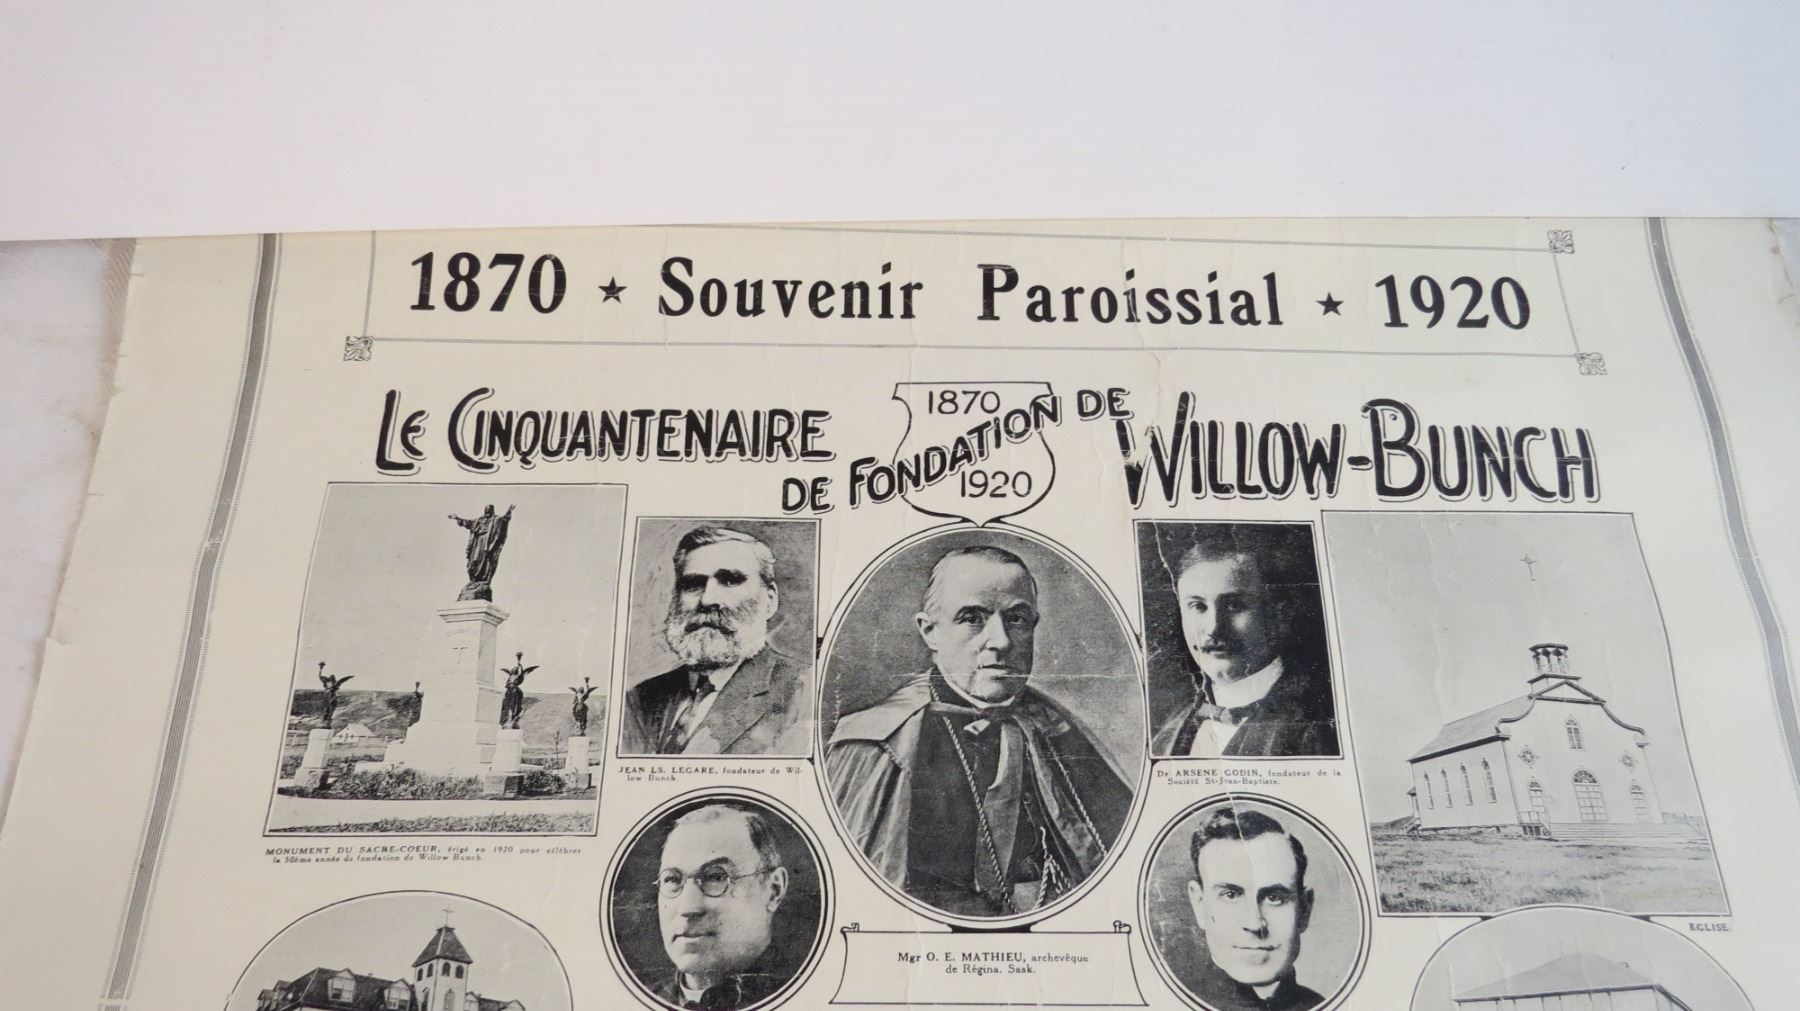 1870 ★ Souvenir Paroissial ★ 1920
LE CINQUANTENAIRE DE FONDATION DE WILLOW-BUNCH
1870
1920
JEAN LS. LEGARE, fondateur de Wil-
low Bunch.
Dr ARSENE GODIN, fondateur de la
Société St-Jean-Baptiste.
MONUMENT DU SACRE-COEUR, érigé en 1920 pour célébrer
la 50ème année de fondation de Willow Bunch.
EGLISE
Mgr O. E. MATHIEU, archevêque
de Régina, Sask.